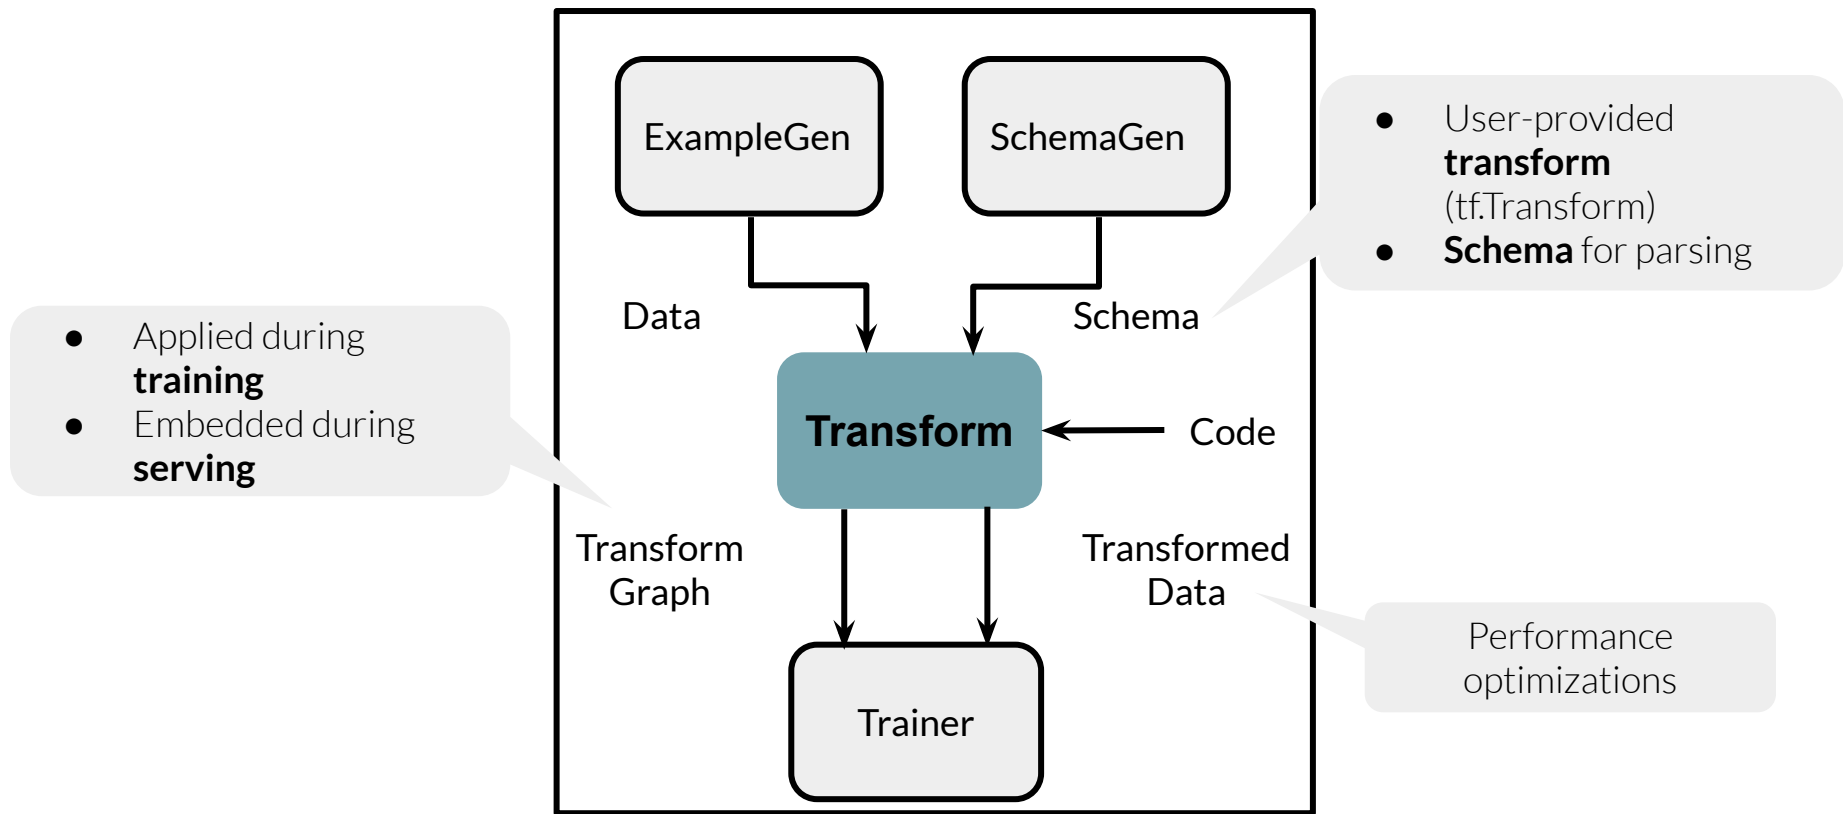 ExampleGen
SchemaGen
● User-provided
transform
(tf.Transform)
● Schema for parsing
Data
Schema
● Applied during
training
● Embedded during
serving
Transform
Code
Transform
Graph
Transformed
Data
Performance
optimizations
Trainer